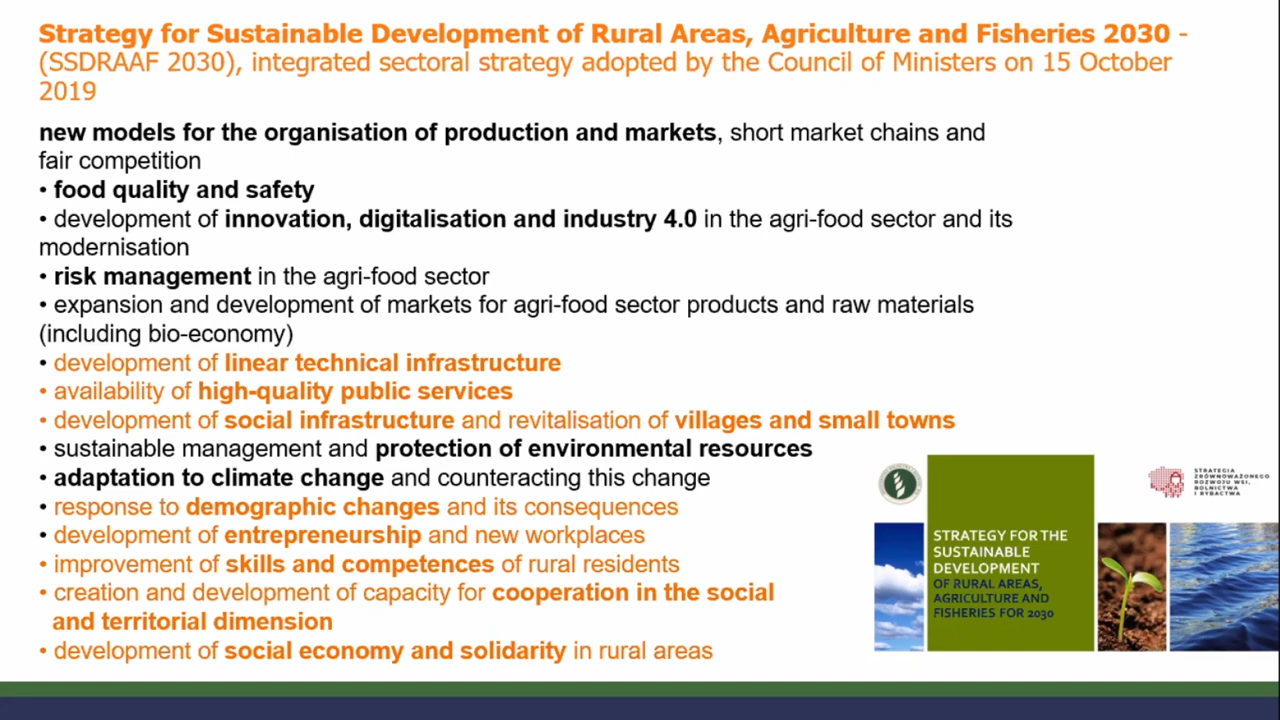 Strategy for Sustainable Development of Rural Areas, Agriculture and Fisheries 2030 -
(SSDRAAF 2030), integrated sectoral strategy adopted by the Council of Ministers on 15 October
2019
new models for the organisation of production and markets, short market chains and
fair competition
• food quality and safety
• development of innovation, digitalisation and industry 4.0 in the agri-food sector and its
modernisation
• risk management in the agri-food sector
• expansion and development of markets for agri-food sector products and raw materials
(including bio-economy)
• development of linear technical infrastructure
• availability of high-quality public services
• development of social infrastructure and revitalisation of villages and small towns
• sustainable management and protection of environmental resources
• adaptation to climate change and counteracting this change
• response to demographic changes and its consequences
• development of entrepreneurship and new workplaces
• improvement of skills and competences of rural residents
• creation and development of capacity for cooperation in the social
and territorial dimension
• development of social economy and solidarity in rural areas
STRATEGIA
ZRÓWNOWAŻONEGO
ROZWOJU WSI,
ROLNICTWA
I RYBACTWA
STRATEGY FOR THE
SUSTAINABLE
DEVELOPMENT
OF RURAL AREAS,
AGRICULTURE AND
FISHERIES FOR 2030